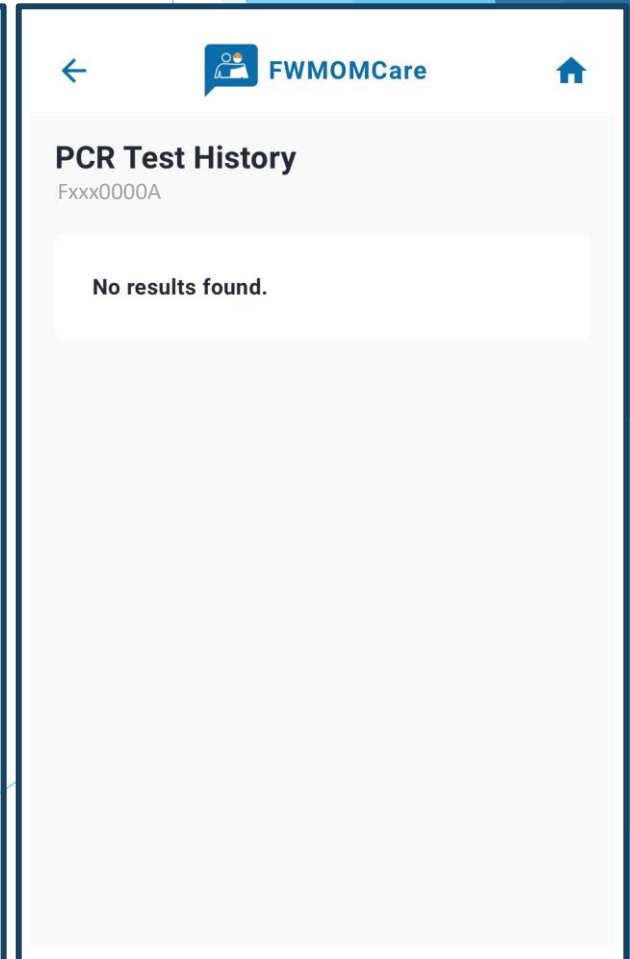 FWMOMCare
PCR Test History
Fxxx0000A
No results found.